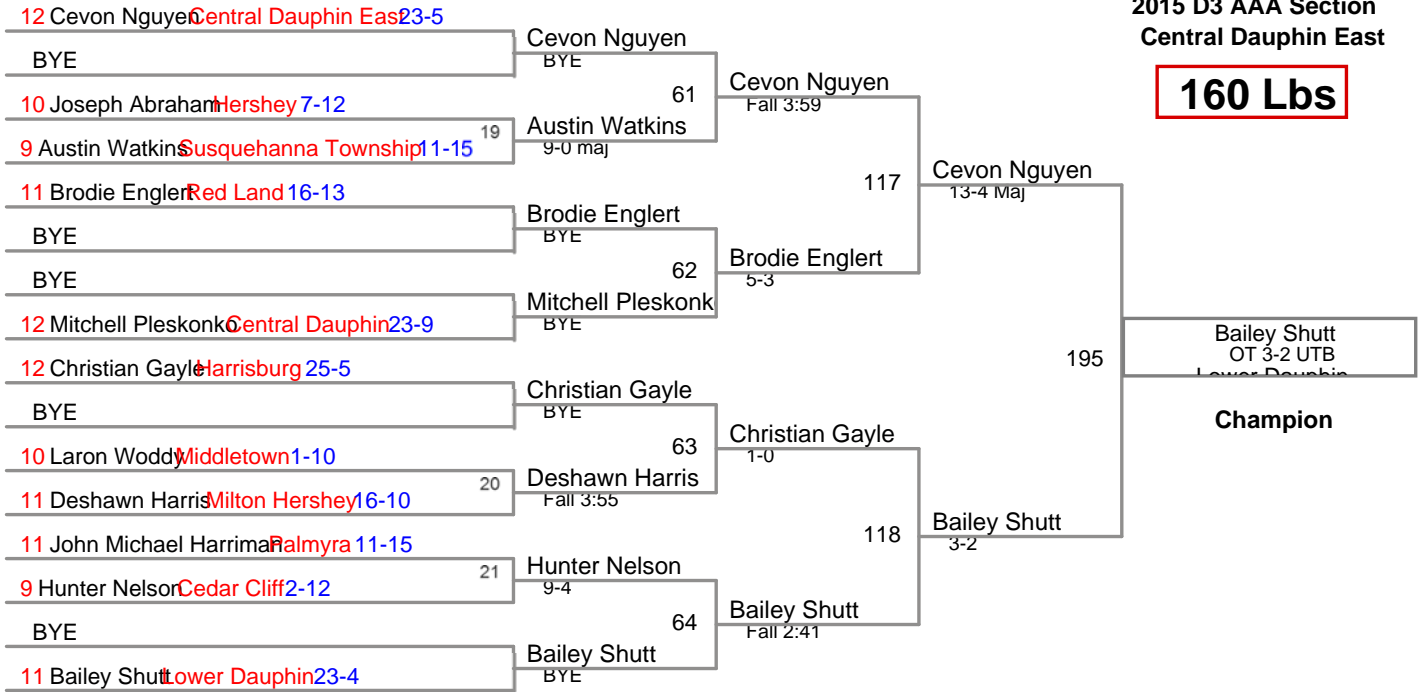 2015 D3 AAA Section
Central Dauphin East
160 Lbs
12 Cevon Nguyen Central Dauphin East 23-5
BYE
10 Joseph Abraham Hershey 7-12
9 Austin Watkins Susquehanna Township 11-15
11 Brodie Englert Red Land 16-13
BYE
BYE
12 Mitchell Pleskonko Central Dauphin 23-9
12 Christian Gayle Harrisburg 25-5
BYE
10 Laron Woddy Middletown 1-10
11 Deshawn Harris Milton Hershey 16-10
11 John Michael Harriman Palmyra 11-15
9 Hunter Nelson Cedar Cliff 2-12
BYE
11 Bailey Shutt Lower Dauphin 23-4
19
20
21
Cevon Nguyen
BYE
61
Austin Watkins
9-0 maj
Brodie Englert
BYE
62
Mitchell Pleskonk
BYE
Christian Gayle
BYE
63
Deshawn Harris
Fall 3:55
Hunter Nelson
9-4
64
Bailey Shutt
BYE
Cevon Nguyen
Fall 3:59
117
Brodie Englert
5-3
Christian Gayle
1-0
118
Bailey Shutt
Fall 2:41
Cevon Nguyen
13-4 Maj
195
Bailey Shutt
3-2
Bailey Shutt
OT 3-2 UTB
Lower Dauphin
Champion